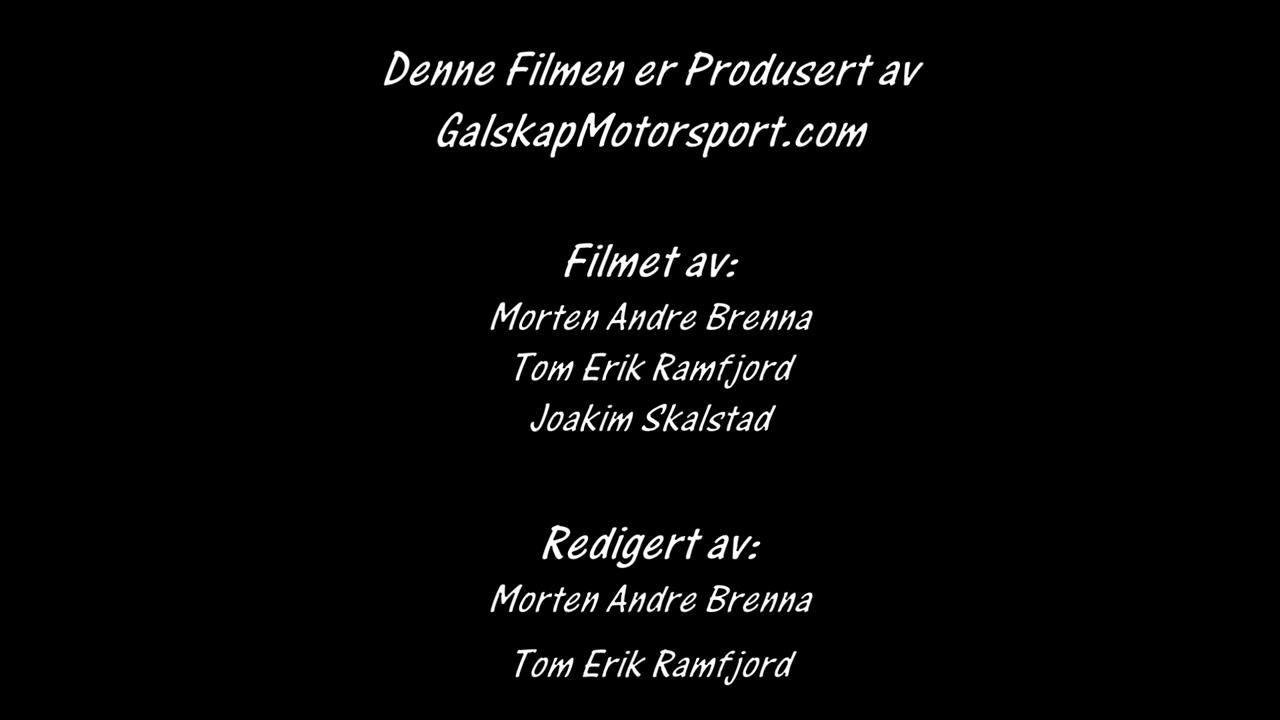 Denne Filmen er Produsert av
GalskapMotorsport.com
Filmet av:
Morten Andre Brenna
Tom Erik Ramfjord
Joakim Skalstad
Redigert av:
Morten Andre Brenna
Tom Erik Ramfjord